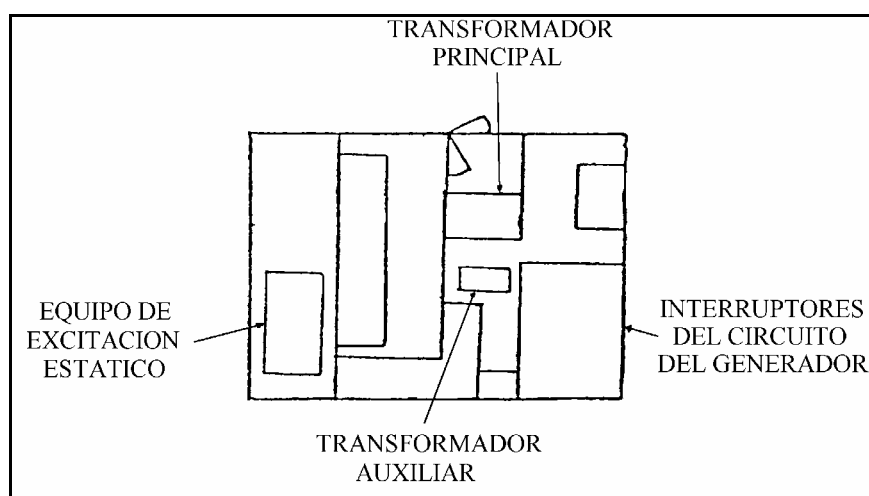 TRANSFORMADOR
PRINCIPAL
EQUIPO DE
EXCITACION
ESTATICO
INTERRUPTORES
DEL CIRCUITO
DEL GENERADOR
TRANSFORMADOR
AUXILIAR